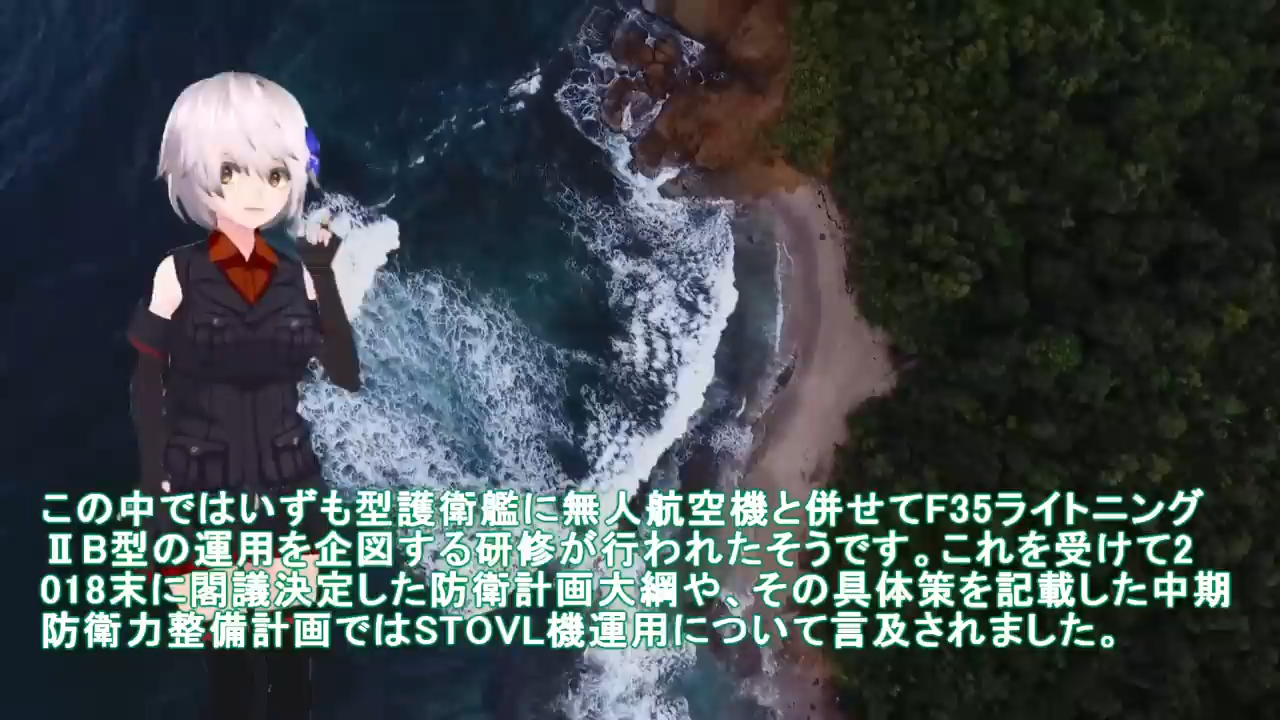 この中ではいずも型護衛艦に無人航空機と併せてF35ライトニング
ⅡB型の運用を企図する研修が行われたそうです。これを受けて2
018末に閣議決定した防衛計画大綱や、その具体策を記載した中期
防衛力整備計画ではSTOVL機運用について言及されました。